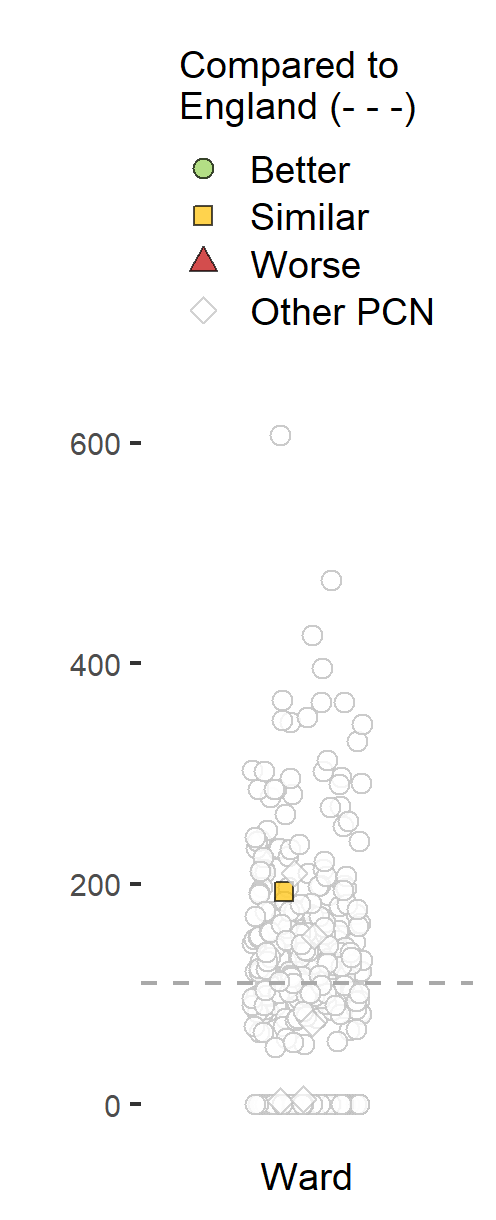 Compared to
England (- - -)
Better
Similar
Worse
Other PCN
600
400
200
0
Ward